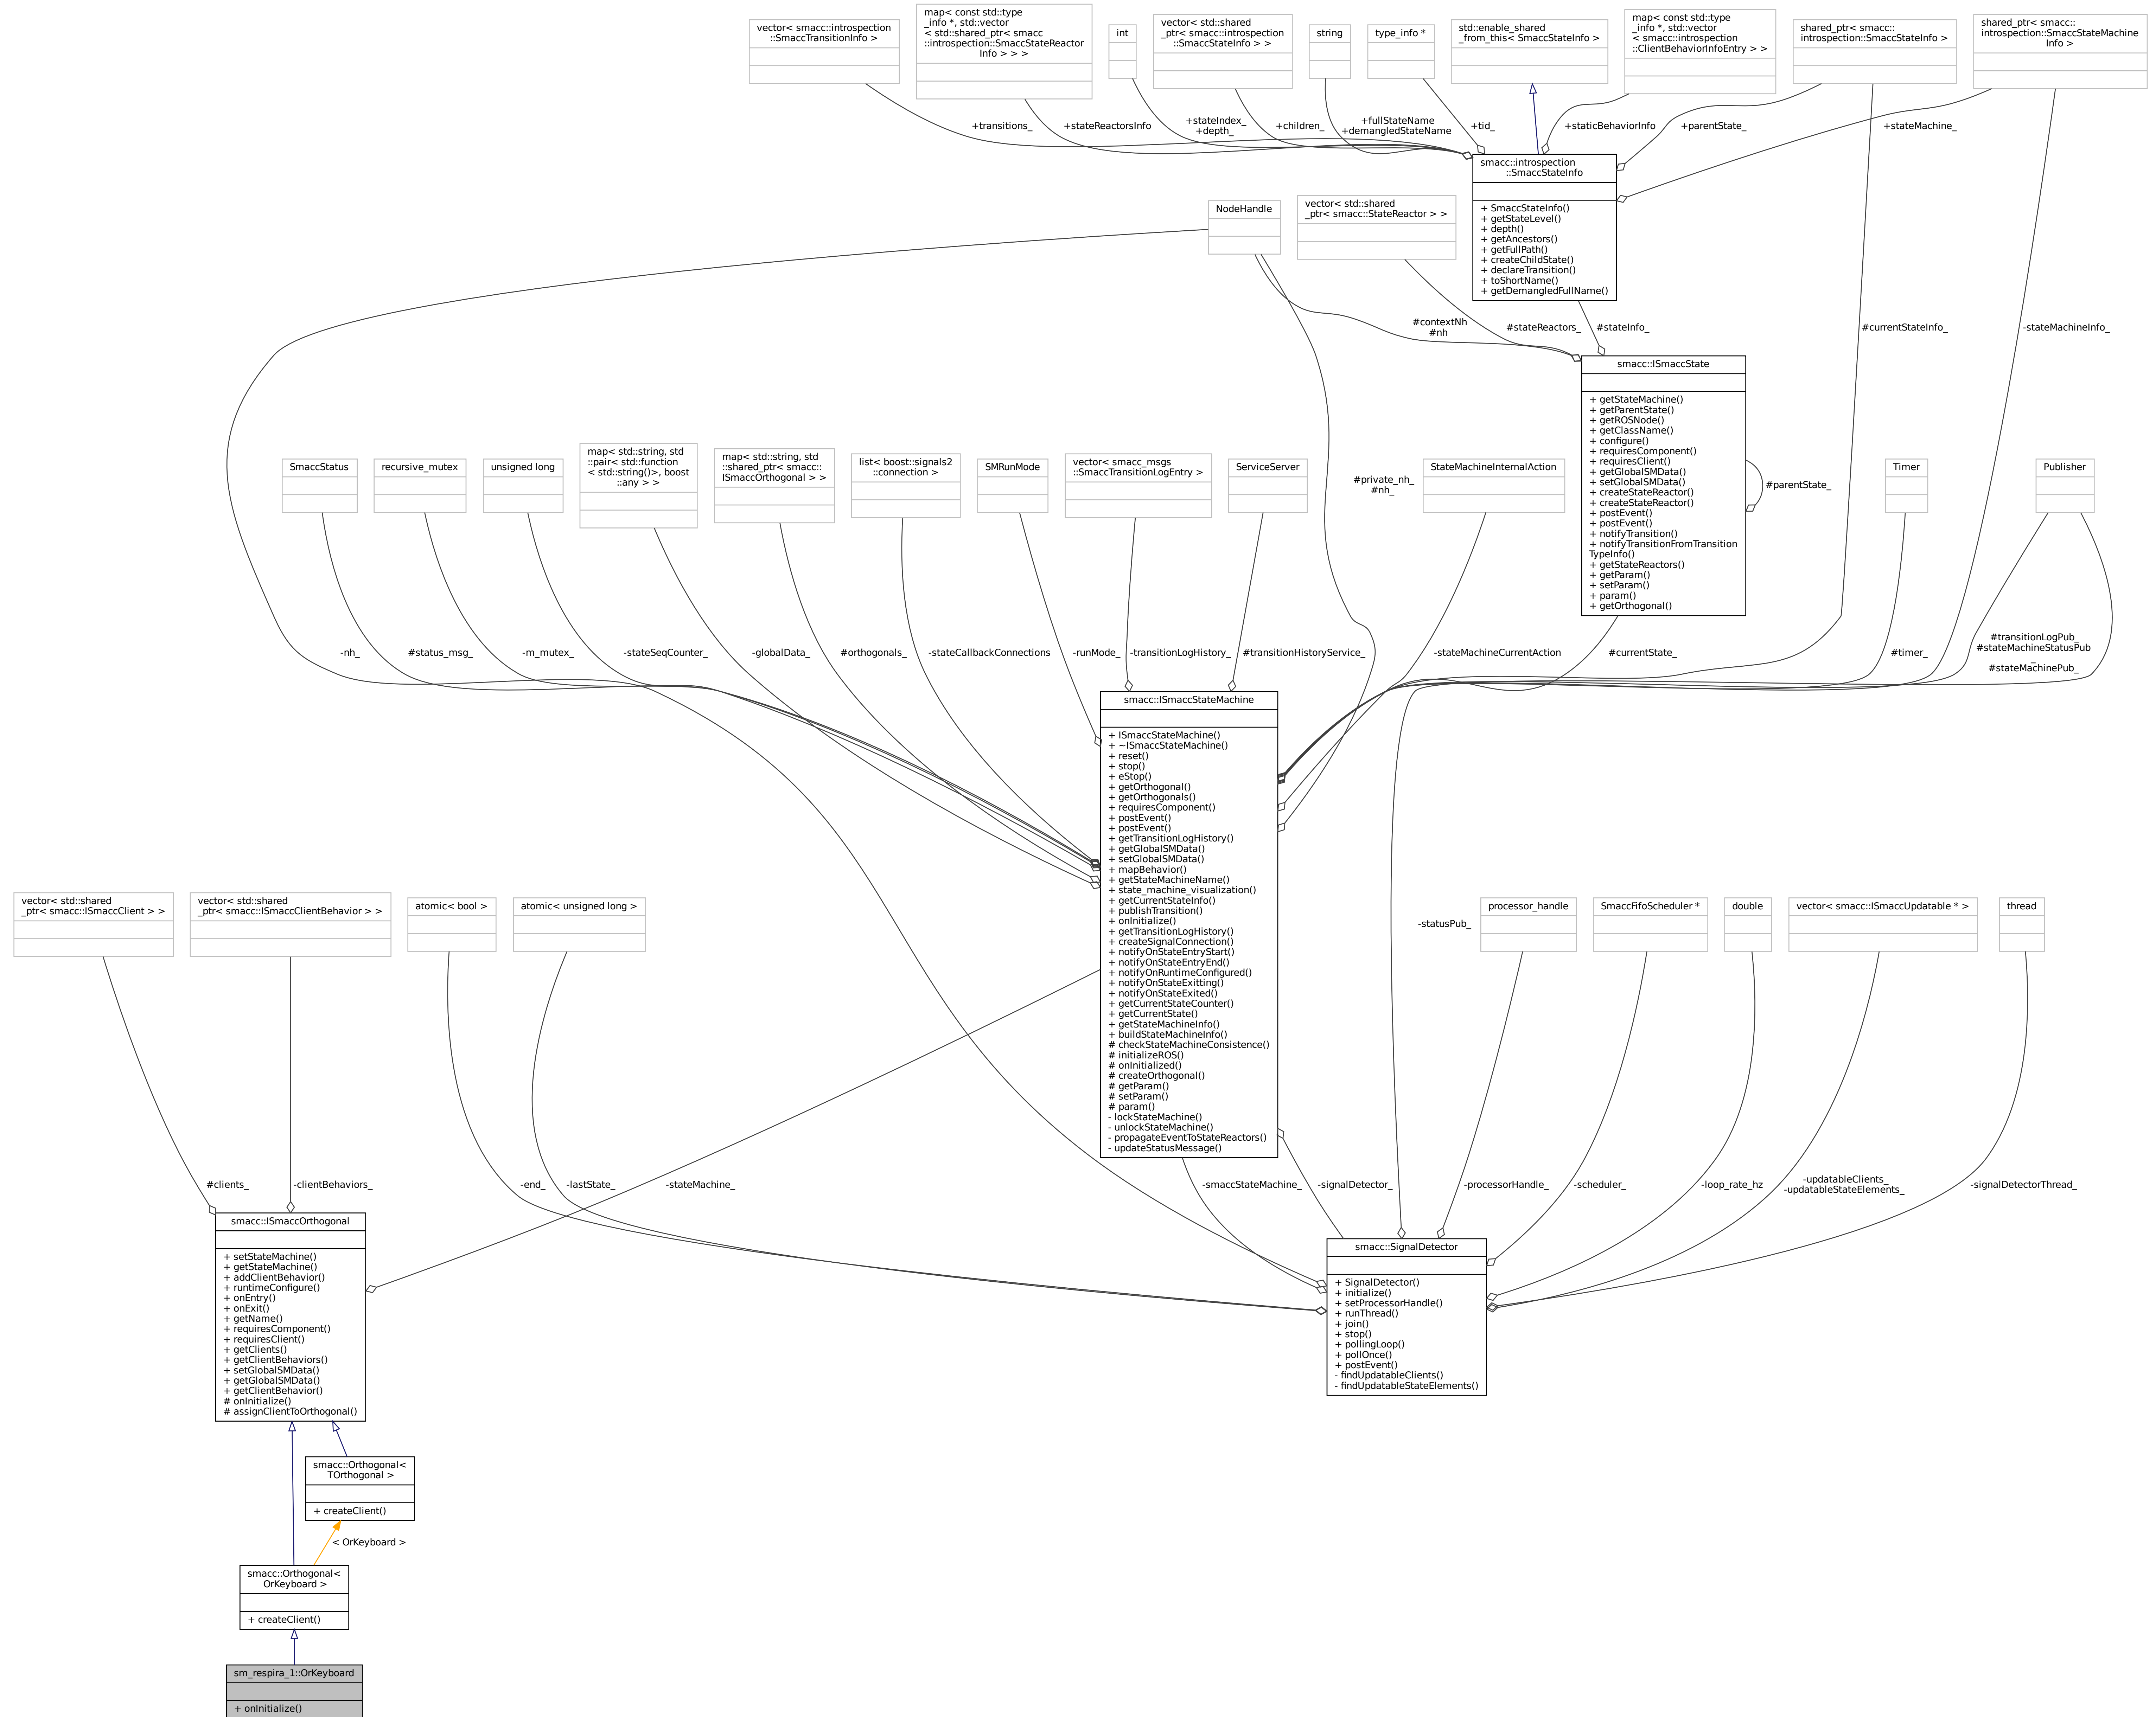 vector< smacc::introspection
::SmaccTransitionInfo >
map< const std::type
_info *, std::vector
< std::shared_ptr< smacc
::introspection::SmaccStateReactor
Info > > >
int
vector< std::shared
_ptr< smacc::introspection
::SmaccStateInfo > >
string
type_info *
std::enable_shared
_from_this< SmaccStateInfo >
map< const std::type
_info *, std::vector
< smacc::introspection
::ClientBehaviorInfoEntry > >
shared_ptr< smacc::
introspection::SmaccStateInfo >
shared_ptr< smacc::
introspection::SmaccStateMachine
Info >
+transitions_
+stateReactorsInfo
+stateIndex_
+depth_
+children_
+fullStateName
+demangledStateName
+tid_
+staticBehaviorInfo
+parentState_
+stateMachine_
smacc::introspection
::SmaccStateInfo
+ SmaccStateInfo()
+ getStateLevel()
+ depth()
+ getAncestors()
+ getFullPath()
+ createChildState()
+ declareTransition()
+ toShortName()
+ getDemangledFullName()
NodeHandle
vector< std::shared
_ptr< smacc::StateReactor > >
#contextNh
#nh
#stateReactors_
#stateInfo_
#currentStateInfo_
-stateMachineInfo_
smacc::ISmaccState
+ getStateMachine()
+ getParentState()
+ getROSNode()
+ getClassName()
+ configure()
+ requiresComponent()
+ requiresClient()
+ getGlobalSMData()
+ setGlobalSMData()
+ createStateReactor()
+ createStateReactor()
+ postEvent()
+ postEvent()
+ notifyTransition()
+ notifyTransitionFromTransition
TypeInfo()
+ getStateReactors()
+ getParam()
+ setParam()
+ param()
+ getOrthogonal()
#parentState_
SmaccStatus
recursive_mutex
unsigned long
map< std::string, std
::pair< std::function
< std::string()>, boost
::any > >
map< std::string, std
::shared_ptr< smacc::
ISmaccOrthogonal > >
list< boost::signals2
::connection >
SMRunMode
vector< smacc_msgs
::SmaccTransitionLogEntry >
ServiceServer
#private_nh_
#nh_
StateMachineInternalAction
Timer
Publisher
-nh_
#status_msg_
-m_mutex_
-stateSeqCounter_
-globalData_
#orthogonals_
-stateCallbackConnections
-runMode_
-transitionLogHistory_
#transitionHistoryService_
-stateMachineCurrentAction
#currentState_
#timer_
#transitionLogPub_
#stateMachineStatusPub
_
#stateMachinePub_
smacc::ISmaccStateMachine
+ ISmaccStateMachine()
+ ~ISmaccStateMachine()
+ reset()
+ stop()
+ eStop()
+ getOrthogonal()
+ getOrthogonals()
+ requiresComponent()
+ postEvent()
+ postEvent()
+ getTransitionLogHistory()
+ getGlobalSMData()
+ setGlobalSMData()
+ mapBehavior()
+ getStateMachineName()
+ state_machine_visualization()
+ getCurrentStateInfo()
+ publishTransition()
+ onInitialize()
+ getTransitionLogHistory()
+ createSignalConnection()
+ notifyOnStateEntryStart()
+ notifyOnStateEntryEnd()
+ notifyOnRuntimeConfigured()
+ notifyOnStateExitting()
+ notifyOnStateExited()
+ getCurrentStateCounter()
+ getCurrentState()
+ getStateMachineInfo()
+ buildStateMachineInfo()
# checkStateMachineConsistence()
# initializeROS()
# onInitialized()
# createOrthogonal()
# getParam()
# setParam()
# param()
- lockStateMachine()
- unlockStateMachine()
- propagateEventToStateReactors()
- updateStatusMessage()
vector< std::shared
_ptr< smacc::ISmaccClient > >
vector< std::shared
_ptr< smacc::ISmaccClientBehavior > >
atomic< bool >
atomic< unsigned long >
-statusPub_
processor_handle
SmaccFifoScheduler *
double
vector< smacc::ISmaccUpdatable * >
thread
#clients_
-clientBehaviors_
-end_
-lastState_
-stateMachine_
-smaccStateMachine_
-signalDetector_
-processorHandle_
-scheduler_
-loop_rate_hz
-updatableClients_
-updatableStateElements_
-signalDetectorThread_
smacc::ISmaccOrthogonal
+ setStateMachine()
+ getStateMachine()
+ addClientBehavior()
+ runtimeConfigure()
+ onEntry()
+ onExit()
+ getName()
+ requiresComponent()
+ requiresClient()
+ getClients()
+ getClientBehaviors()
+ setGlobalSMData()
+ getGlobalSMData()
+ getClientBehavior()
# onInitialize()
# assignClientToOrthogonal()
smacc::SignalDetector
+ SignalDetector()
+ initialize()
+ setProcessorHandle()
+ runThread()
+ join()
+ stop()
+ pollingLoop()
+ pollOnce()
+ postEvent()
- findUpdatableClients()
- findUpdatableStateElements()
smacc::Orthogonal<
TOrthogonal >
+ createClient()
< OrKeyboard >
smacc::Orthogonal<
OrKeyboard >
+ createClient()
sm_respira_1::OrKeyboard
+ onInitialize()